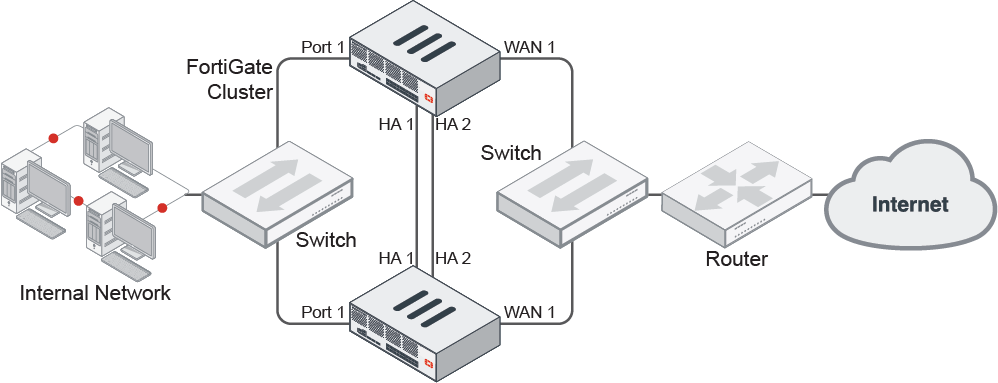 Port 1
WAN 1
FortiGate
Cluster
HA 1
HA 2
Switch
Internet
Switch
Router
HA 1
HA 2
Internal Network
Port 1
WAN 1